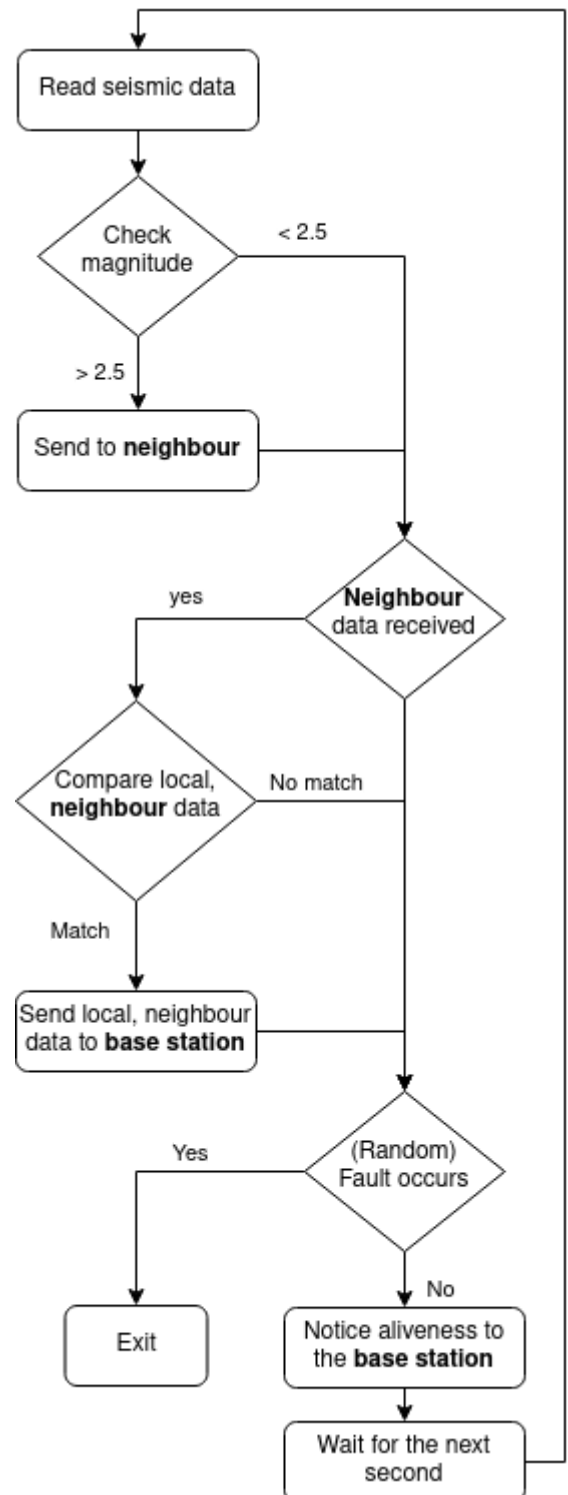 Read seismic data
Check
magnitude
< 2.5
> 2.5
Send to neighbour
Neighbour
data received
yes
Compare local,
neighbour data
No match
Match
Send local, neighbour
data to base station
(Random)
Fault occurs
Yes
No
Exit
Notice aliveness to
the base station
Wait for the next
second